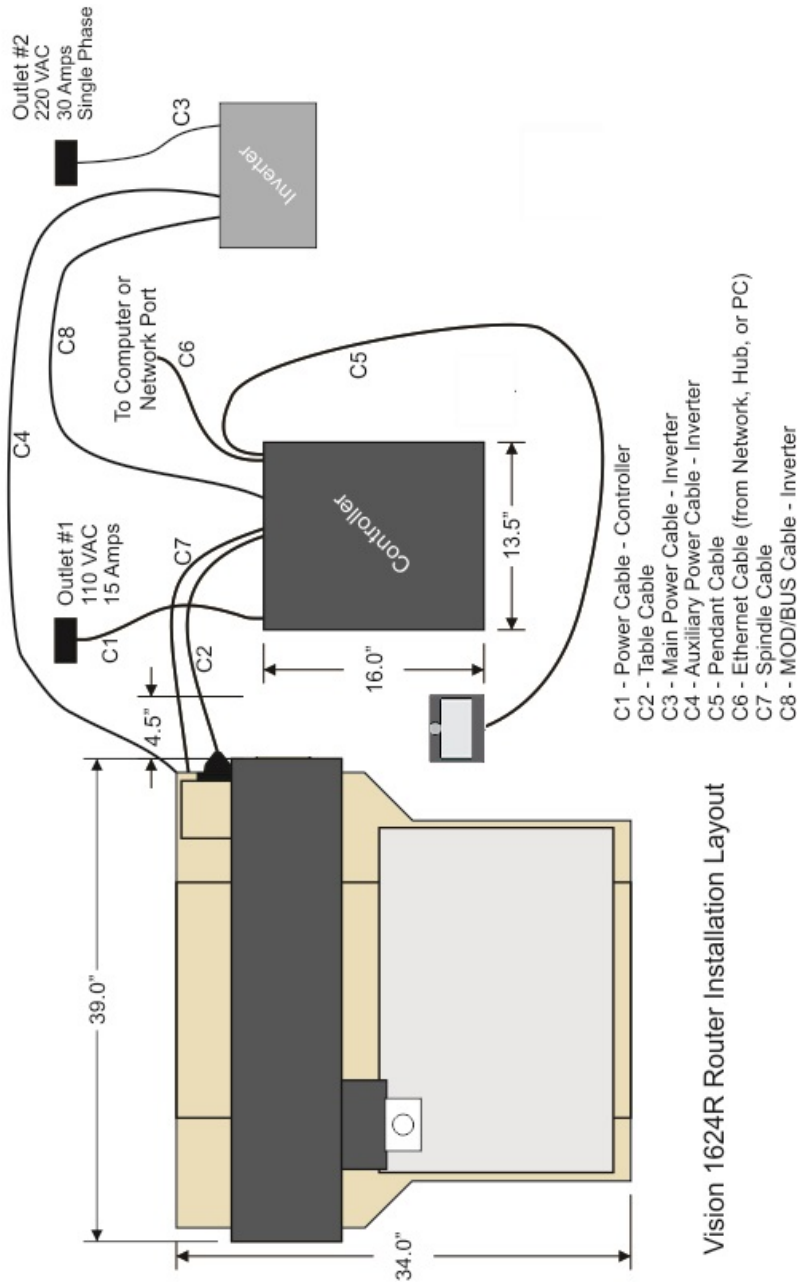 Outlet #2
220 VAC
30 Amps
Single Phase
C3
Inverter
C4
C8
To Computer or
Network Port
C6
C5
Outlet #1
110 VAC
15 Amps
C1
C7
C2
Controller
16.0"
13.5"
4.5"
39.0"
34.0"
C1 - Power Cable - Controller
C2 - Table Cable
C3 - Main Power Cable - Inverter
C4 - Auxiliary Power Cable - Inverter
C5 - Pendant Cable
C6 - Ethernet Cable (from Network, Hub, or PC)
C7 - Spindle Cable
C8 - MOD/BUS Cable - Inverter
Vision 1624R Router Installation Layout